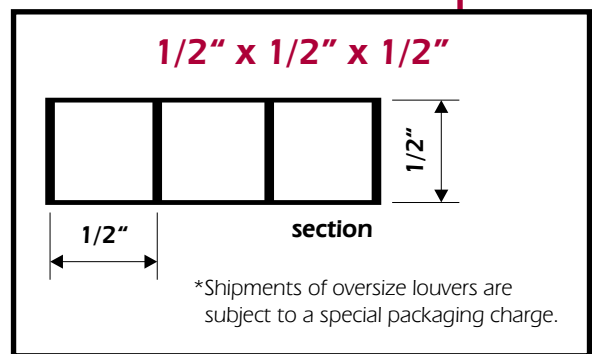 1/2“ x 1/2” x 1/2”
1/2“
1/2“
section
*Shipments of oversize louvers are
subject to a special packaging charge.